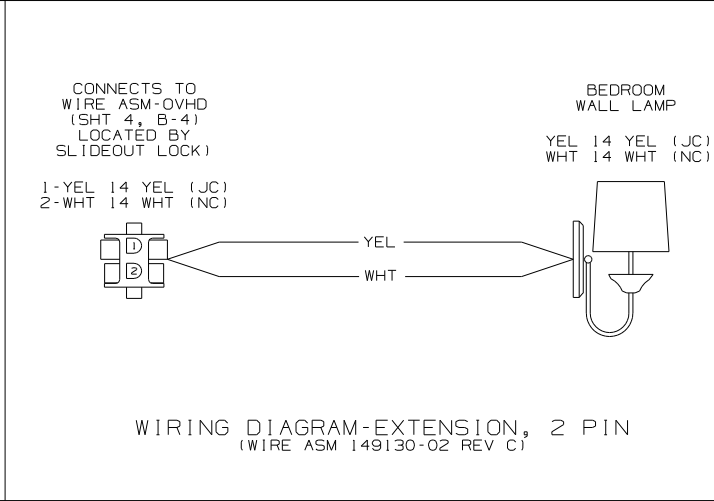 CONNECTS TO
WIRE ASM-OVHD
(SHT 4, B-4)
LOCATED BY
SLIDEOUT LOCK)
1-YEL 14 YEL (JC)
2-WHT 14 WHT (NC)
1
2
YEL
WHT
BEDROOM
WALL LAMP
YEL 14 YEL (JC)
WHT 14 WHT (NC)
WIRING DIAGRAM-EXTENSION, 2 PIN
(WIRE ASM 149130-02 REV C)